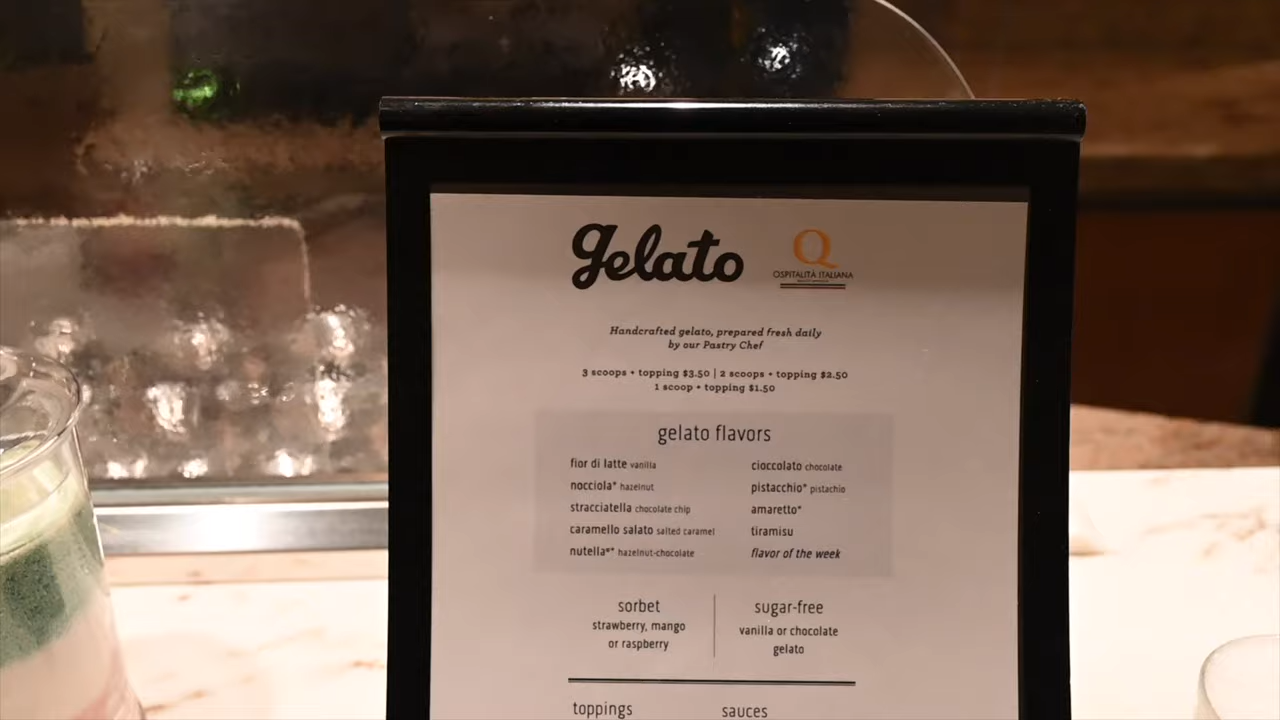 gelato
Q
OSPITALITÀ ITALIANA
Handcrafted gelato, prepared fresh daily
by our Pastry Chef
3 scoops + topping $3.50 | 2 scoops + topping $2.50
1 scoop + topping $1.50
gelato flavors
fior di latte vanilla
nocciola* hazelnut
stracciatella chocolate chip
caramello salato salted caramel
nutella®* hazelnut-chocolate
cioccolato chocolate
pistacchio* pistachio
amaretto*
tiramisu
flavor of the week
sorbet
strawberry, mango
or raspberry
sugar-free
vanilla or chocolate
gelato
toppings
sauces